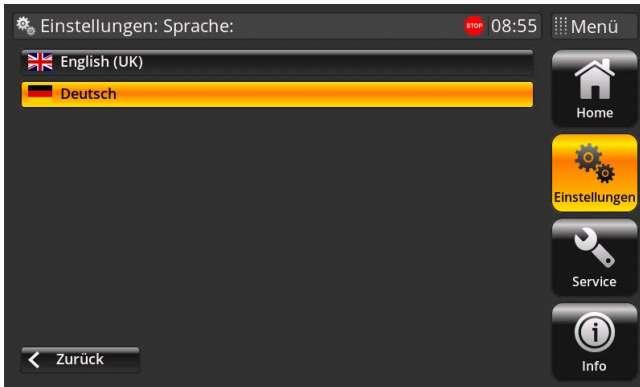 Einstellungen: Sprache:
STOP
08:55
Menü
English (UK)
Deutsch
Home
Einstellungen
Service
Zurück
Info